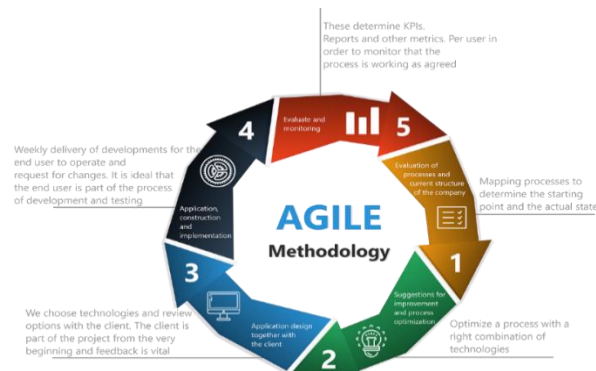 These determine KPIs.
Reports and other metrics. Per user in
order to monitor that the
process is working as agreed
4
Evaluate and
monitoring
5
Weekly delivery of developments for the
end user to operate and
request for changes. It is ideal that
the end user is part of the process
of development and testing
Application,
construction
and
implementation
Evaluation of
processes and
current structure
of the company
Mapping processes to
determine the starting
point and the actual state
AGILE
Methodology
1
3
Suggestions for
improvement
and process
optimization
We choose technologies and review
options with the client. The client is
part of the project from the very
beginning and feedback is vital
Application design
together with
the client
2
Optimize a process with a
right combination of
technologies